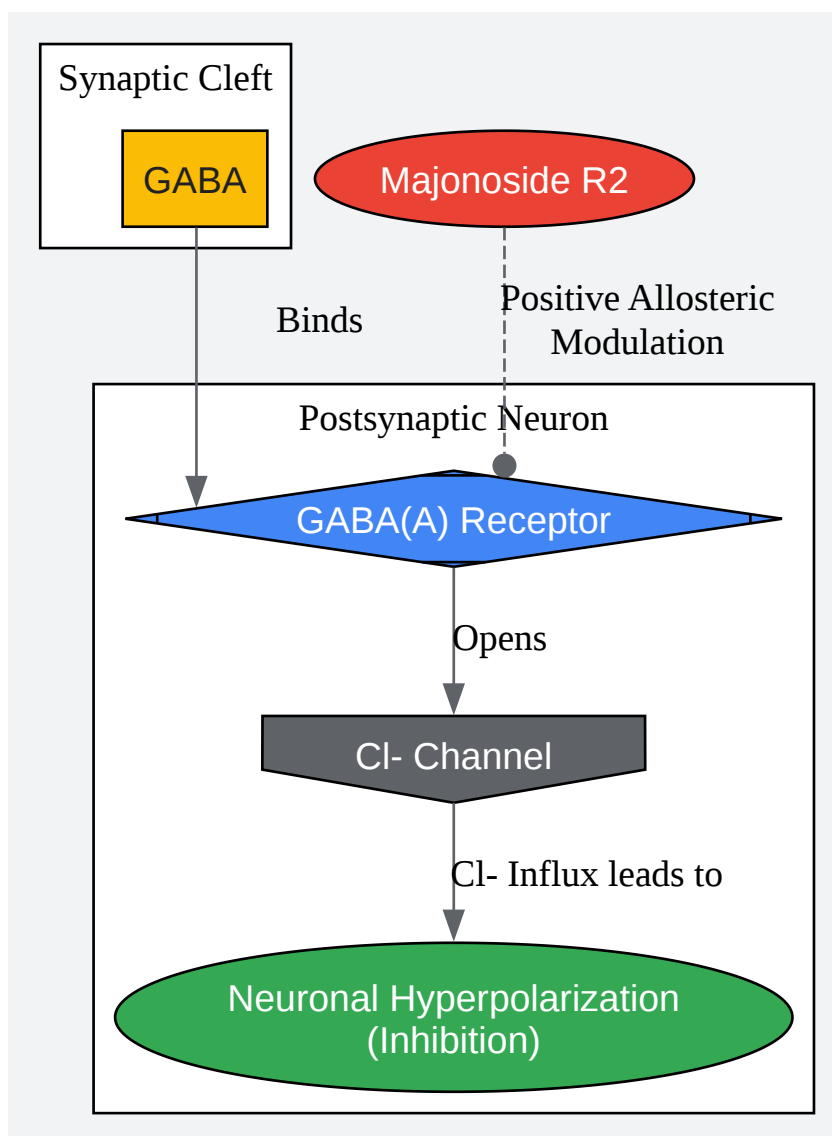 Synaptic Cleft
GABA
Majonoside R2
Binds
Positive Allosteric
Modulation
Postsynaptic Neuron
GABA(A) Receptor
Opens
Cl- Channel
Cl- Influx leads to
Neuronal Hyperpolarization
(Inhibition)